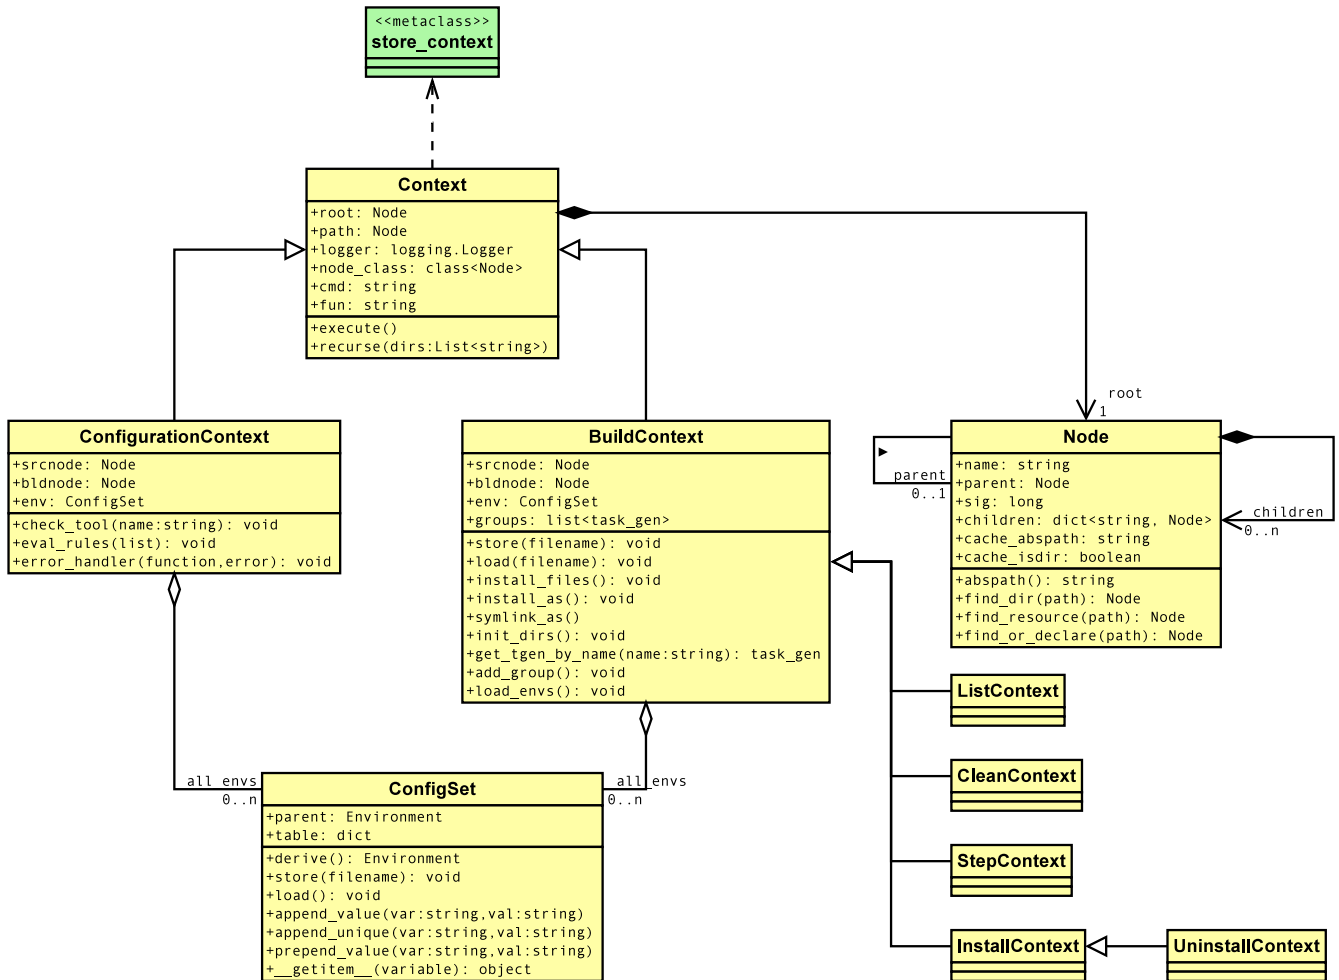 <<metaclass>>
store_context
Context
+root: Node
+path: Node
+logger: logging.Logger
+node_class: class<Node>
+cmd: string
+fun: string
+execute()
+recurse(dirs:List<string>)
root
1
ConfigurationContext
+srcnode: Node
+bldnode: Node
+env: ConfigSet
+check_tool(name:string): void
+eval_rules(list): void
+error_handler(function,error): void
BuildContext
+srcnode: Node
+bldnode: Node
+env: ConfigSet
+groups: list<task_gen>
+store(filename): void
+load(filename): void
+install_files(): void
+install_as(): void
+symlink_as()
+init_dirs(): void
+get_tgen_by_name(name:string): task_gen
+add_group(): void
+load_envs(): void
parent
0..1
Node
+name: string
+parent: Node
+sig: long
+children: dict<string, Node>
+cache_abspath: string
+cache_isdir: boolean
+abspath(): string
+find_dir(path): Node
+find_resource(path): Node
+find_or_declare(path): Node
children
0..n
ListContext
CleanContext
StepContext
InstallContext
UninstallContext
all_envs
0..n
ConfigSet
+parent: Environment
+table: dict
+derive(): Environment
+store(filename): void
+load(): void
+append_value(var:string,val:string)
+append_unique(var:string,val:string)
+prepend_value(var:string,val:string)
+__getitem__(variable): object
all_envs
0..n